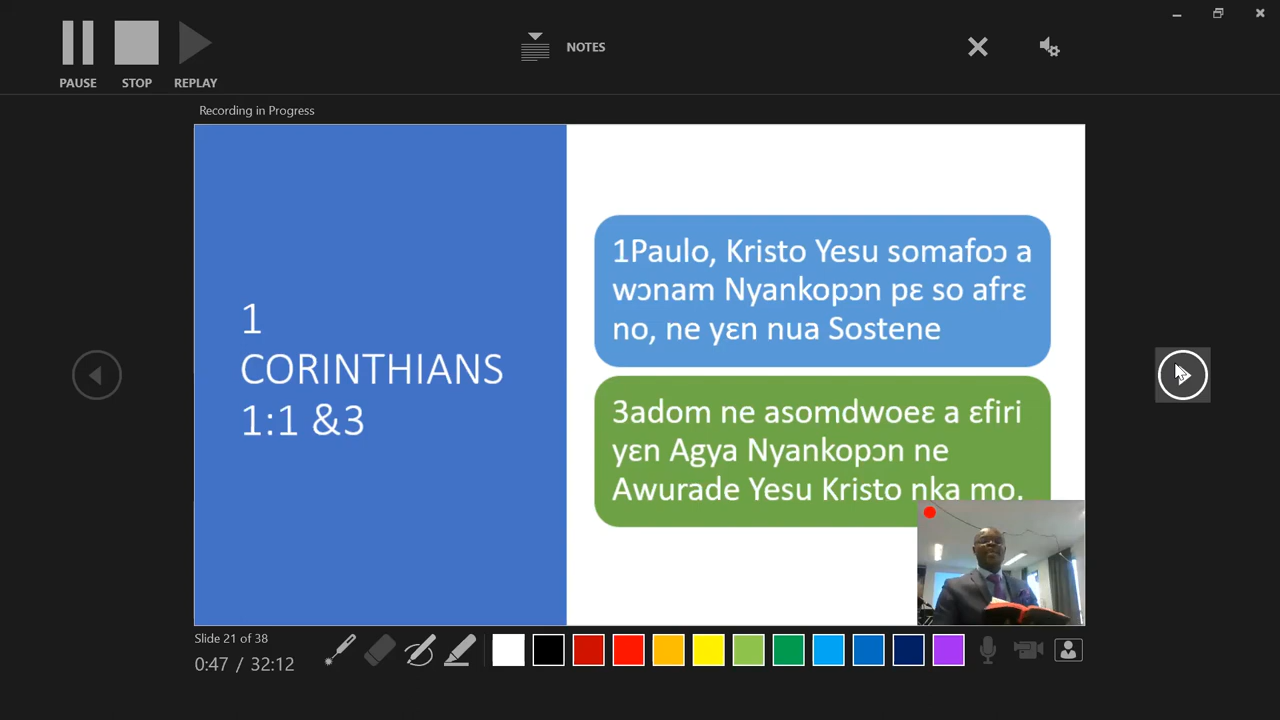 PAUSE
STOP
REPLAY
NOTES
Recording in Progress
1
CORINTHIANS
1:1 &3
1Paulo, Kristo Yesu somafoɔ a
wɔnam Nyankopɔn pɛ so afrɛ
no, ne yɛn nua Sostene
3adom ne asomdwoeɛ a ɛfiri
yɛn Agya Nyankopɔn ne
Awurade Yesu Kristo nka mo.
Slide 21 of 38
0:47 / 32:12